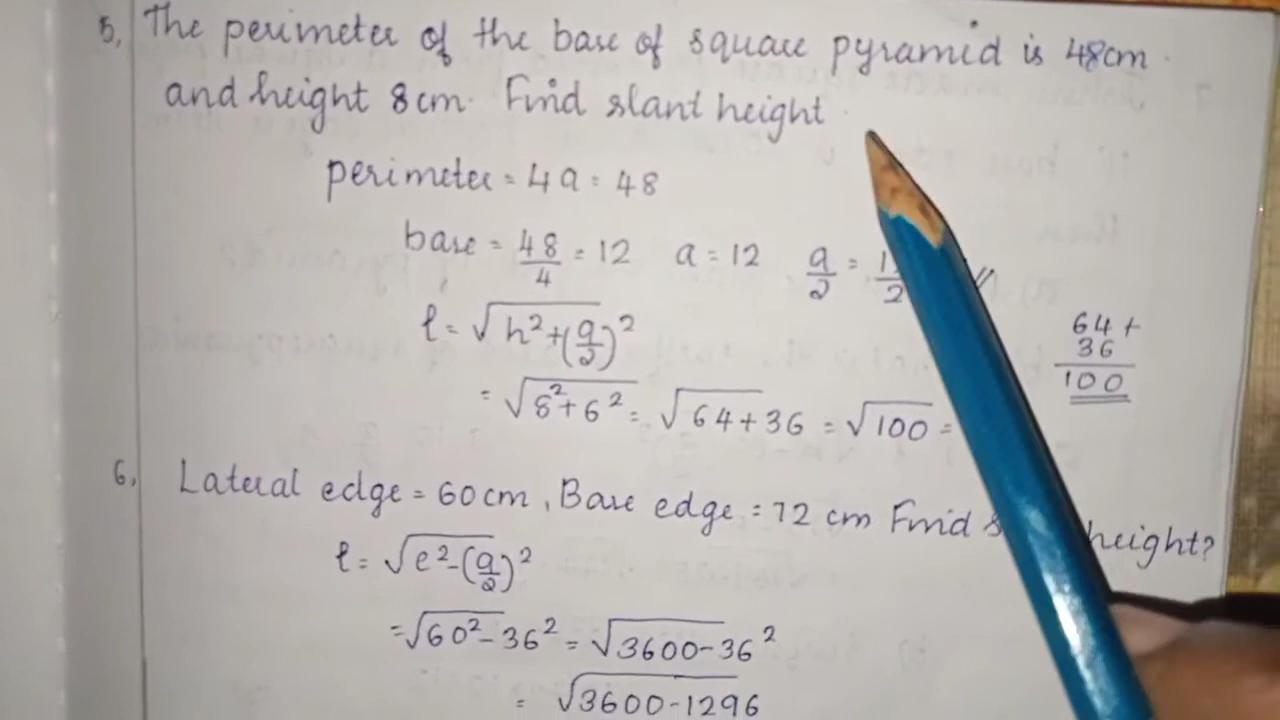 5, The perimeter of the base of square pyramid is 48cm.
and height 8cm. Find slant height.
perimeter = 4a = 48
base = 48/4 = 12 a = 12 a/2 = /2 //
l = √h²+(a/2)²
= √8²+6² = √64+36 = √100 =
64+
36
100
6, Lateral edge = 60cm, Base edge = 72 cm Find height?
l = √e²-(a/2)²
= √60²-36² = √3600-36²
= √3600-1296